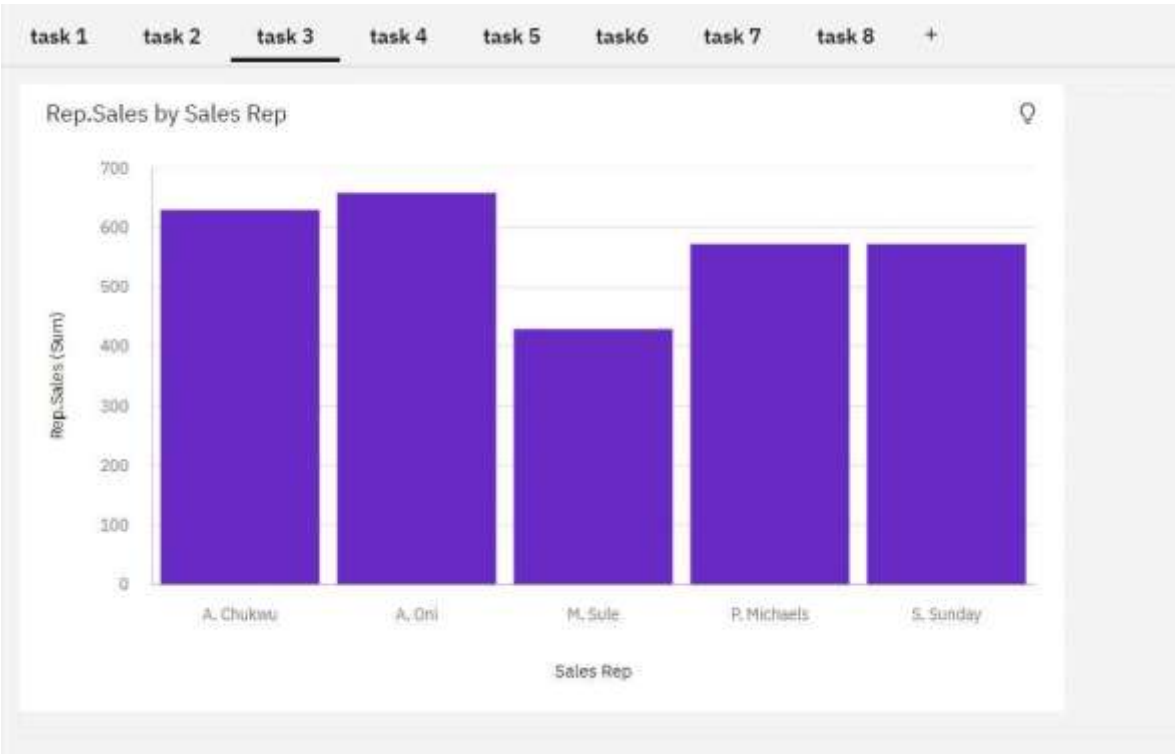 task 1 task 2 task 3 task 4 task 5 task6 task 7 task 8 +
Rep.Sales by Sales Rep
700
600
500
400
300
200
100
0
Rep.Sales (Sum)
A. Chukwu A. Oni M. Sule P. Michaels S. Sunday
Sales Rep